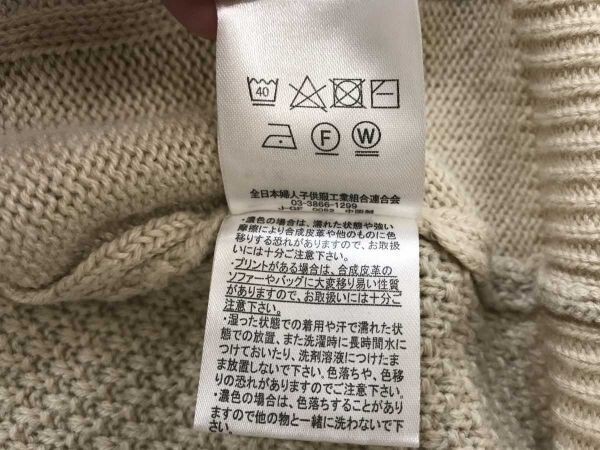 40
F W
全日本婦人子供服工業組合連合会
03-3866-1299
J-GF 0052 中国製
・濃色の場合は、濡れた状態や強い
摩擦により合成皮革や他のものに色
移りする恐れがありますので、お取扱
いには十分ご注意下さい。
・プリントがある場合は、合成皮革の
ソファーやバッグに大変移り易い性質
がありますので、お取扱いには十分ご
注意下さい。
・湿った状態での着用や汗で濡れた状
態での放置、また洗濯時に長時間水に
つけておいたり、洗剤溶液につけたま
ま放置しないで下さい。色落ちや、色移
りの恐れがありますのでご注意下さい。
・濃色の場合は、色落ちすることがあり
ますので他の物と一緒に洗わないで下
さい。